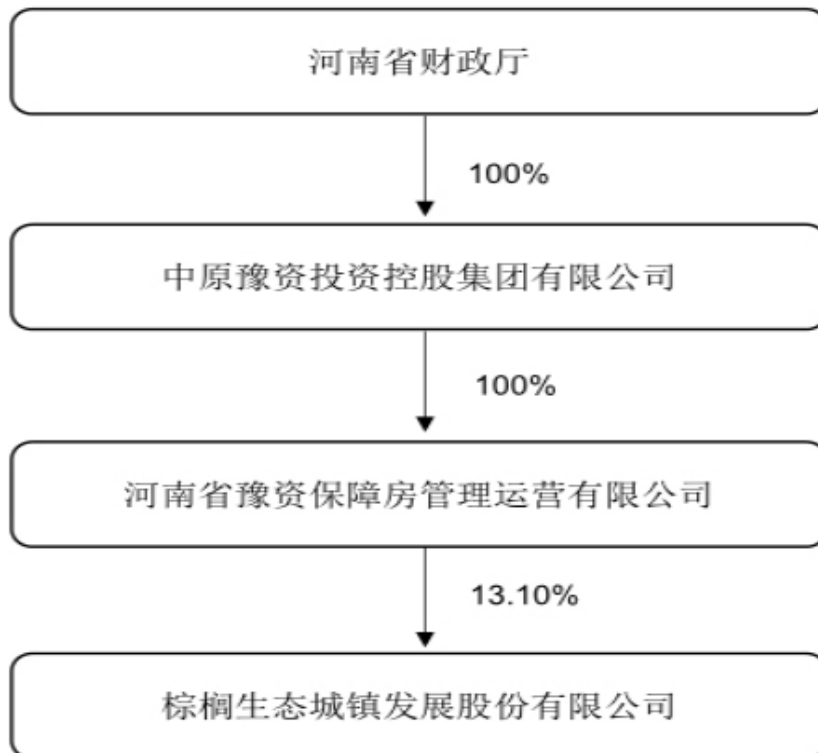 河南省财政厅
100%
中原豫资投资控股集团有限公司
100%
河南省豫资保障房管理运营有限公司
13.10%
棕榈生态城镇发展股份有限公司